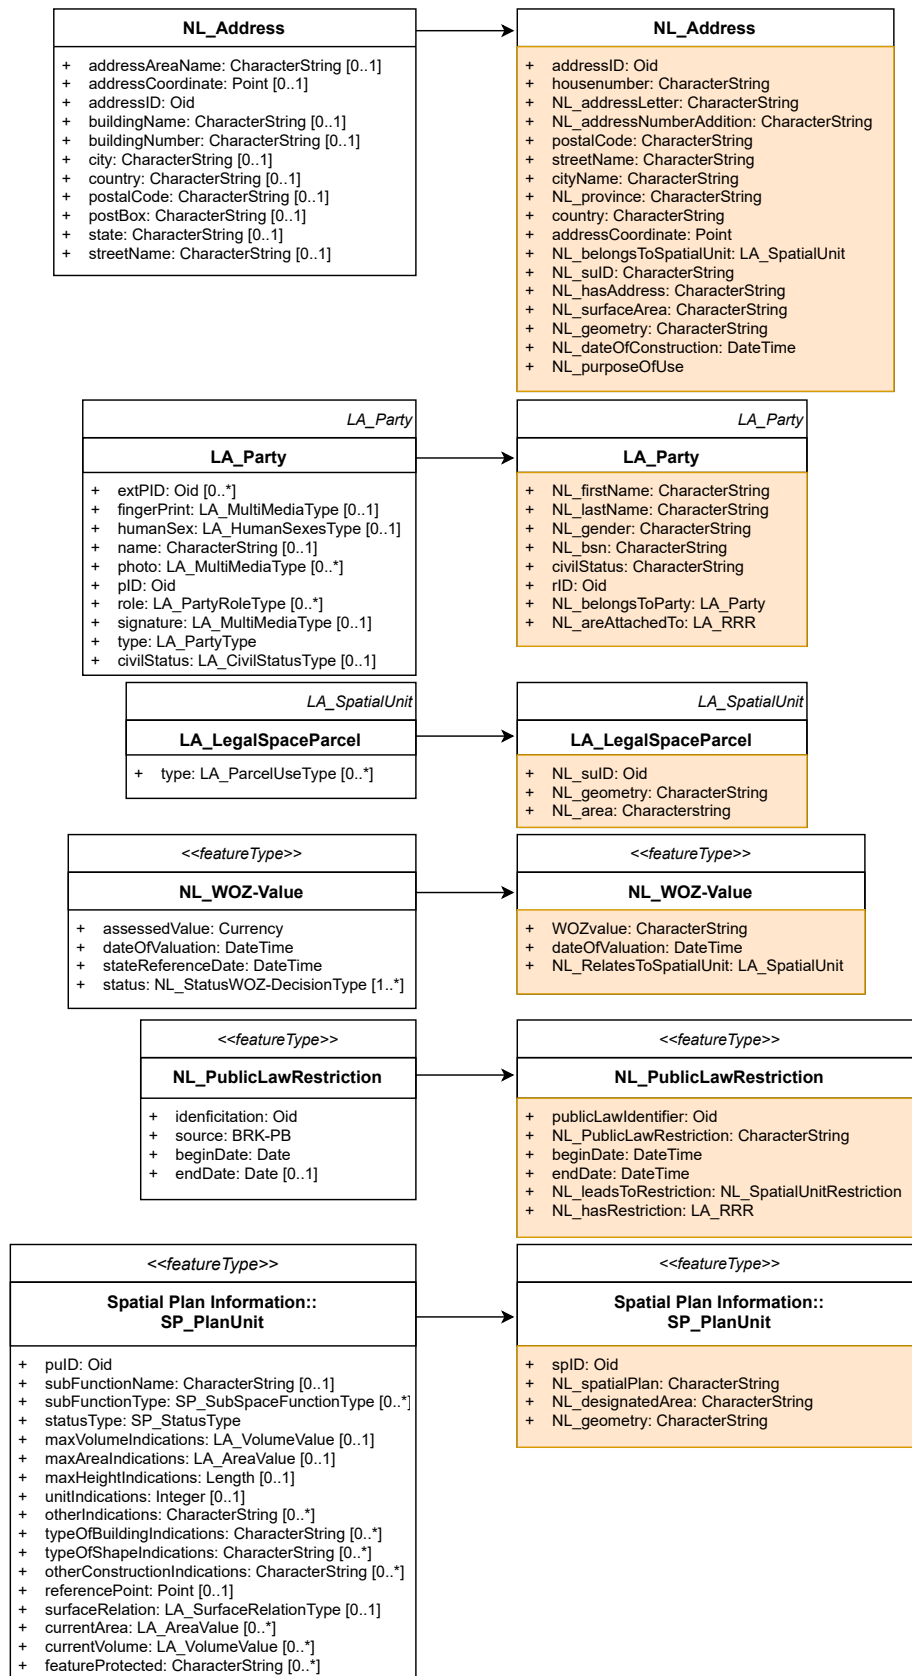 NL_Address
+ addressAreaName: CharacterString [0..1]
+ addressCoordinate: Point [0..1]
+ addressID: Oid
+ buildingName: CharacterString [0..1]
+ buildingNumber: CharacterString [0..1]
+ city: CharacterString [0..1]
+ country: CharacterString [0..1]
+ postalCode: CharacterString [0..1]
+ postBox: CharacterString [0..1]
+ state: CharacterString [0..1]
+ streetName: CharacterString [0..1]
NL_Address
+ addressID: Oid
+ housenumber: CharacterString
+ NL_addressLetter: CharacterString
+ NL_addressNumberAddition: CharacterString
+ postalCode: CharacterString
+ streetName: CharacterString
+ cityName: CharacterString
+ NL_province: CharacterString
+ country: CharacterString
+ addressCoordinate: Point
+ NL_belongsToSpatialUnit: LA_SpatialUnit
+ NL_suID: CharacterString
+ NL_hasAddress: CharacterString
+ NL_surfaceArea: CharacterString
+ NL_geometry: CharacterString
+ NL_dateOfConstruction: DateTime
+ NL_purposeOfUse
LA_Party
LA_Party
+ extPID: Oid [0..*]
+ fingerPrint: LA_MultiMediaType [0..1]
+ humanSex: LA_HumanSexesType [0..1]
+ name: CharacterString [0..1]
+ photo: LA_MultiMediaType [0..*]
+ pID: Oid
+ role: LA_PartyRoleType [0..*]
+ signature: LA_MultiMediaType [0..1]
+ type: LA_PartyType
+ civilStatus: LA_CivilStatusType [0..1]
LA_Party
LA_Party
+ NL_firstName: CharacterString
+ NL_lastName: CharacterString
+ NL_gender: CharacterString
+ NL_bsn: CharacterString
+ civilStatus: CharacterString
+ rID: Oid
+ NL_belongsToParty: LA_Party
+ NL_areAttachedTo: LA_RRR
LA_SpatialUnit
LA_LegalSpaceParcel
+ type: LA_ParcelUseType [0..*]
LA_SpatialUnit
LA_LegalSpaceParcel
+ NL_suID: Oid
+ NL_geometry: CharacterString
+ NL_area: Characterstring
<<featureType>>
NL_WOZ-Value
+ assessedValue: Currency
+ dateOfValuation: DateTime
+ stateReferenceDate: DateTime
+ status: NL_StatusWOZ-DecisionType [1..*]
<<featureType>>
NL_WOZ-Value
+ WOZvalue: CharacterString
+ dateOfValuation: DateTime
+ NL_RelatesToSpatialUnit: LA_SpatialUnit
<<featureType>>
NL_PublicLawRestriction
+ idenficitation: Oid
+ source: BRK-PB
+ beginDate: Date
+ endDate: Date [0..1]
<<featureType>>
NL_PublicLawRestriction
+ publicLawIdentifier: Oid
+ NL_PublicLawRestriction: CharacterString
+ beginDate: DateTime
+ endDate: DateTime
+ NL_leadsToRestriction: NL_SpatialUnitRestriction
+ NL_hasRestriction: LA_RRR
<<featureType>>
Spatial Plan Information::
SP_PlanUnit
+ puID: Oid
+ subFunctionName: CharacterString [0..1]
+ subFunctionType: SP_SubSpaceFunctionType [0..*]
+ statusType: SP_StatusType
+ maxVolumeIndications: LA_VolumeValue [0..1]
+ maxAreaIndications: LA_AreaValue [0..1]
+ maxHeightIndications: Length [0..1]
+ unitIndications: Integer [0..1]
+ otherIndications: CharacterString [0..*]
+ typeOfBuildingIndications: CharacterString [0..*]
+ typeOfShapeIndications: CharacterString [0..*]
+ otherConstructionIndications: CharacterString [0..*]
+ referencePoint: Point [0..1]
+ surfaceRelation: LA_SurfaceRelationType [0..1]
+ currentArea: LA_AreaValue [0..*]
+ currentVolume: LA_VolumeValue [0..*]
+ featureProtected: CharacterString [0..*]
<<featureType>>
Spatial Plan Information::
SP_PlanUnit
+ spID: Oid
+ NL_spatialPlan: CharacterString
+ NL_designatedArea: CharacterString
+ NL_geometry: CharacterString